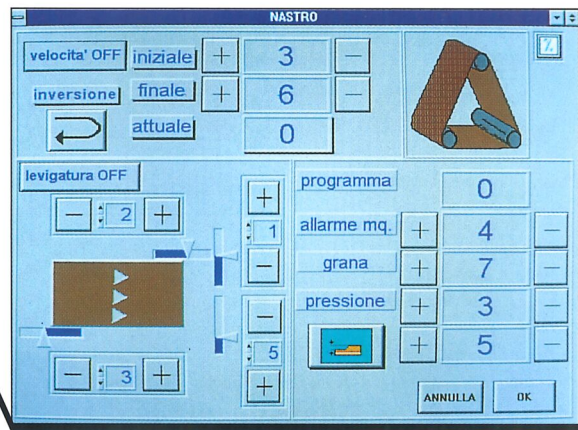 NASTRO
velocita' OFF iniziale + 3 −
inversione finale + 6 −
attuale 0
levigatura OFF
− 2 +
+
1
−
−
5
+
− 3 +
programma 0
allarme mq. + 4 −
grana + 7 −
pressione + 3 −
+ 5 −
ANNULLA OK